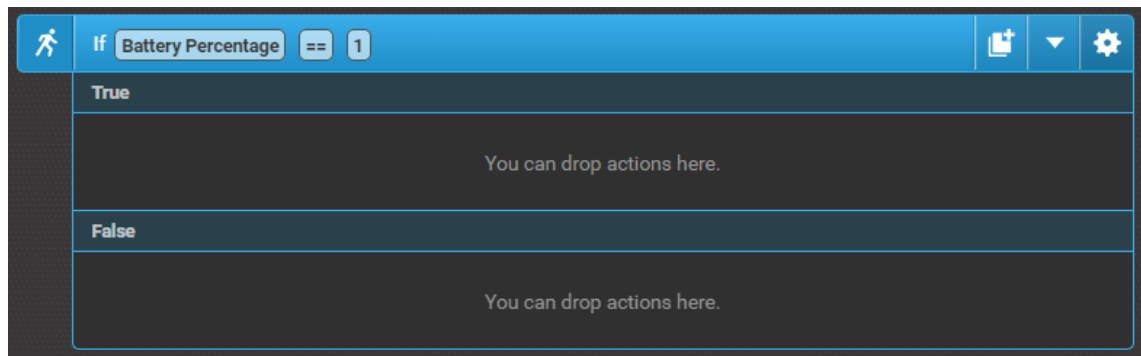 If Battery Percentage == 1
True
You can drop actions here.
False
You can drop actions here.